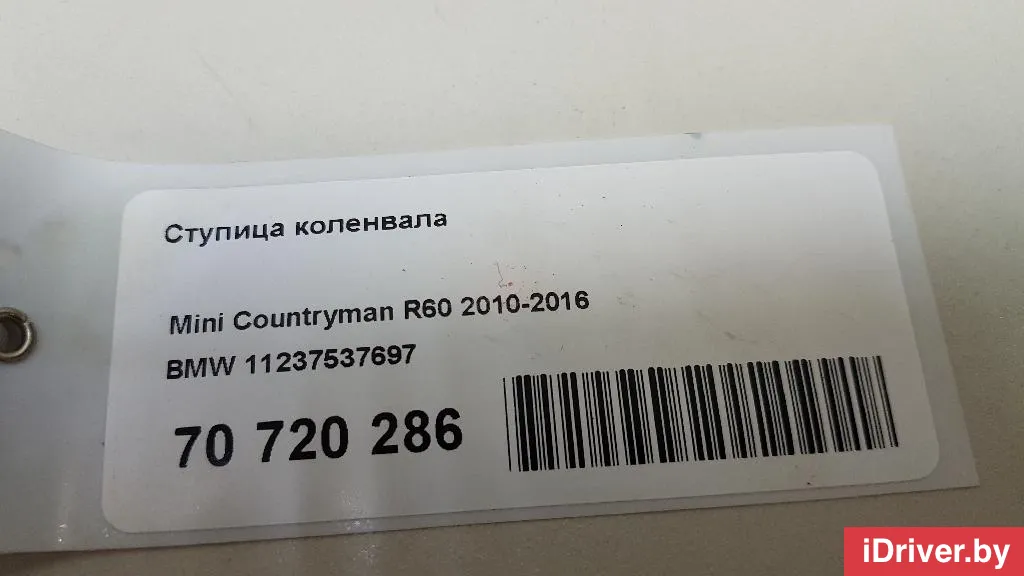 Ступица коленвала
Mini Countryman R60 2010-2016
BMW 11237537697
70 720 286
iDriver.by